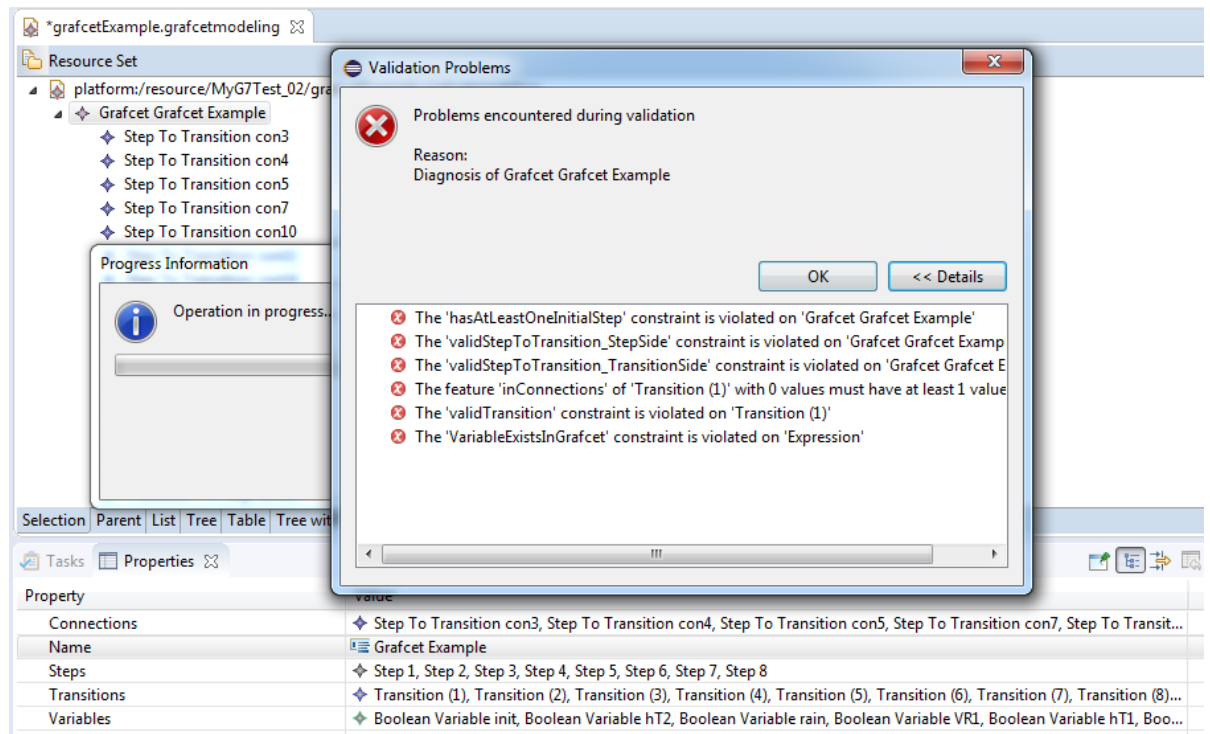 *grafcetExample.grafcetmodeling
Resource Set
platform:/resource/MyG7Test_02/gra
Grafcet Grafcet Example
Step To Transition con3
Step To Transition con4
Step To Transition con5
Step To Transition con7
Step To Transition con10
Progress Information
Operation in progress..
Validation Problems
Problems encountered during validation
Reason:
Diagnosis of Grafcet Grafcet Example
OK
<< Details
The 'hasAtLeastOneInitialStep' constraint is violated on 'Grafcet Grafcet Example'
The 'validStepToTransition_StepSide' constraint is violated on 'Grafcet Grafcet Examp
The 'validStepToTransition_TransitionSide' constraint is violated on 'Grafcet Grafcet E
The feature 'inConnections' of 'Transition (1)' with 0 values must have at least 1 value
The 'validTransition' constraint is violated on 'Transition (1)'
The 'VariableExistsInGrafcet' constraint is violated on 'Expression'
Selection Parent List Tree Table Tree wit
Tasks Properties
Property Value
Connections Step To Transition con3, Step To Transition con4, Step To Transition con5, Step To Transition con7, Step To Transit...
Name Grafcet Example
Steps Step 1, Step 2, Step 3, Step 4, Step 5, Step 6, Step 7, Step 8
Transitions Transition (1), Transition (2), Transition (3), Transition (4), Transition (5), Transition (6), Transition (7), Transition (8)...
Variables Boolean Variable init, Boolean Variable hT2, Boolean Variable rain, Boolean Variable VR1, Boolean Variable hT1, Boo...